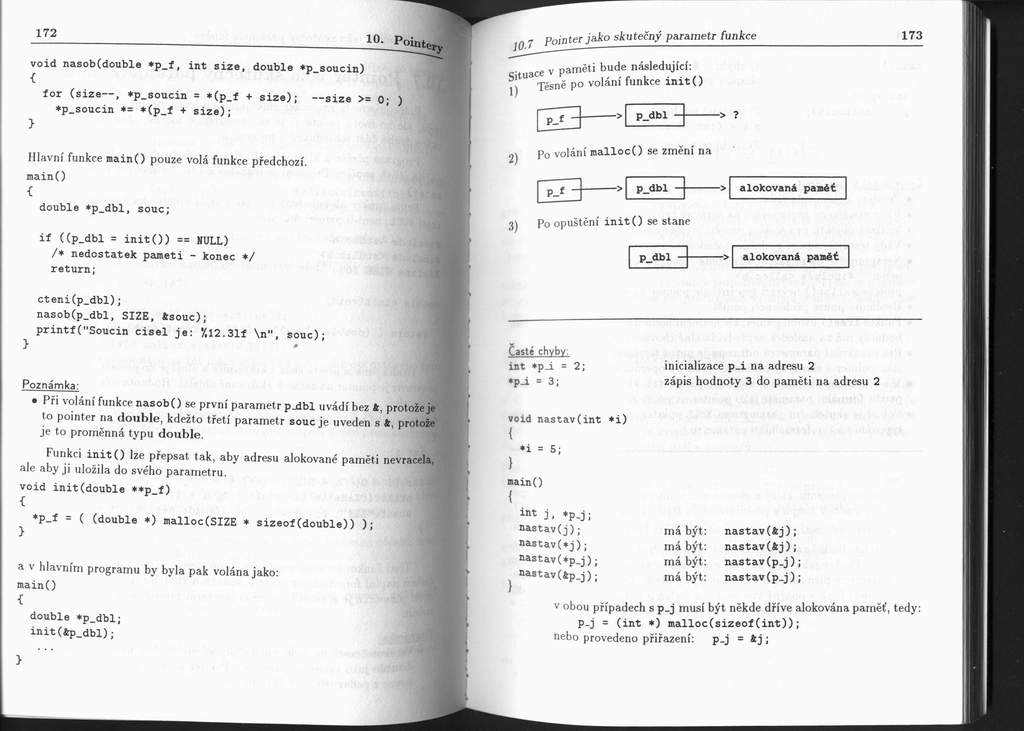 172
10. Pointery
void nasob(double *p_f, int size, double *p_soucin)
{
for (size--, *p_soucin = *(p_f + size); --size >= 0; )
*p_soucin *= *(p_f + size);
}
Hlavní funkce main() pouze volá funkce předchozí.
main()
{
double *p_dbl, souc;
if ((p_dbl = init()) == NULL)
/* nedostatek pameti - konec */
return;
cteni(p_dbl);
nasob(p_dbl, SIZE, &souc);
printf("Soucin cisel je: %12.3lf \n", souc);
}
Poznámka:
• Při volání funkce nasob() se první parametr p_dbl uvádí bez &, protože je
to pointer na double, kdežto třetí parametr souc je uveden s &, protože
je to proměnná typu double.
Funkci init() lze přepsat tak, aby adresu alokované paměti nevracela,
ale aby ji uložila do svého parametru.
void init(double **p_f)
{
*p_f = ( (double *) malloc(SIZE * sizeof(double)) );
}
a v hlavním programu by byla pak volána jako:
main()
{
double *p_dbl;
init(&p_dbl);
...
}
10.7 Pointer jako skutečný parametr funkce
173
Situace v paměti bude následující:
1) Těsně po volání funkce init()
p_f p_dbl ?
2) Po volání malloc() se změní na
p_f p_dbl alokovaná paměť
3) Po opuštění init() se stane
p_dbl alokovaná paměť
Časté chyby:
int *p_i = 2; inicializace p_i na adresu 2
*p_i = 3; zápis hodnoty 3 do paměti na adresu 2
void nastav(int *i)
{
*i = 5;
}
main()
{
int j, *p_j;
nastav(j); má být: nastav(&j);
nastav(*j); má být: nastav(&j);
nastav(*p_j); má být: nastav(p_j);
nastav(&p_j); má být: nastav(p_j);
}
v obou případech s p_j musí být někde dříve alokována paměť, tedy:
p_j = (int *) malloc(sizeof(int));
nebo provedeno přiřazení: p_j = &j;